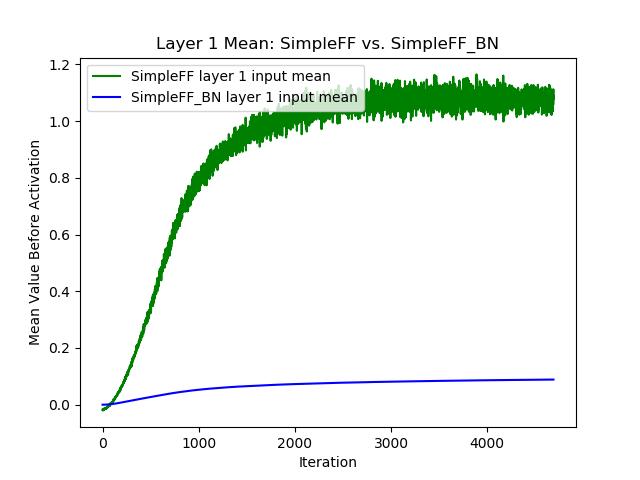 Layer 1 Mean: SimpleFF vs. SimpleFF_BN
SimpleFF layer 1 input mean
SimpleFF_BN layer 1 input mean
Mean Value Before Activation
1.2
1.0
0.8
0.6
0.4
0.2
0.0
0 1000 2000 3000 4000
Iteration